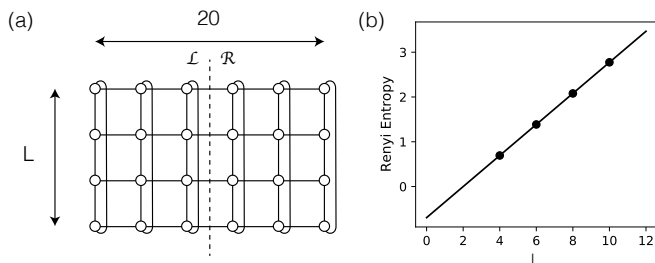 (a)
20
ℒ ℛ
L
(b)
Renyi Entropy
3
2
1
0
0 2 4 6 8 10 12
L